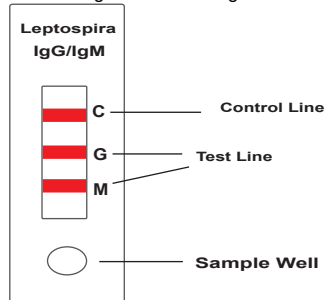 Leptospira
IgG/IgM
C
Control Line
G
Test Line
M
Sample Well